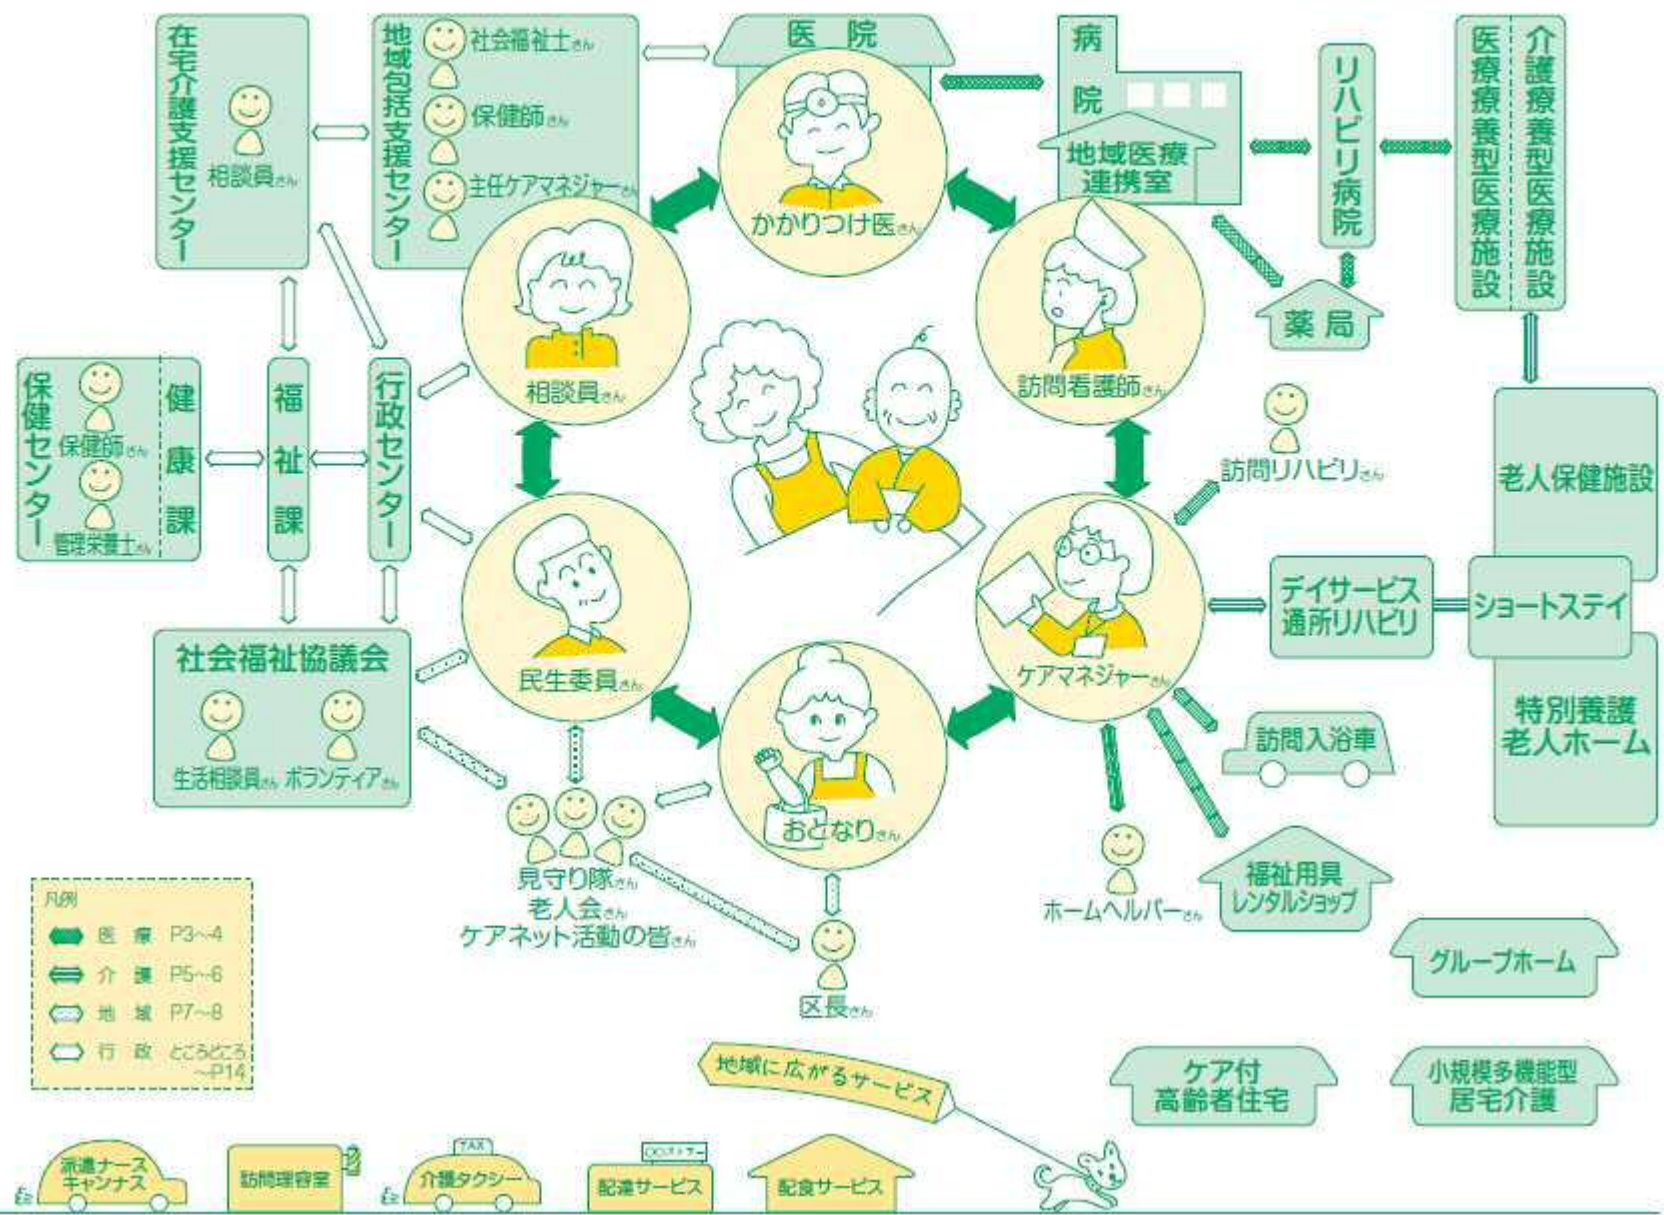 在宅介護支援センター
相談員さん
地域包括支援センター
社会福祉士さん
保健師さん
主任ケアマネジャーさん
医院
かかりつけ医さん
病院
地域医療
連携室
リハビリ病院
医療療養型医療施設
介護療養型医療施設
薬局
相談員さん
訪問看護師さん
保健センター
保健師さん
管理栄養士さん
健康課
福祉課
行政センター
訪問リハビリさん
老人保健施設
デイサービス
通所リハビリ
ショートステイ
特別養護
老人ホーム
民生委員さん
ケアマネジャーさん
社会福祉協議会
生活相談員さん
ボランティアさん
おとなりさん
訪問入浴車
見守り隊さん
老人会さん
ケアネット活動の皆さん
区長さん
ホームヘルパーさん
福祉用具
レンタルショップ
グループホーム
ケア付
高齢者住宅
小規模多機能型
居宅介護
凡例
医療 P3〜4
介護 P5〜6
地域 P7〜8
行政 ところどころ
〜P14
地域に広がるサービス
派遣ナース
キャンナス
訪問理容室
TAXI
介護タクシー
配達サービス
配食サービス